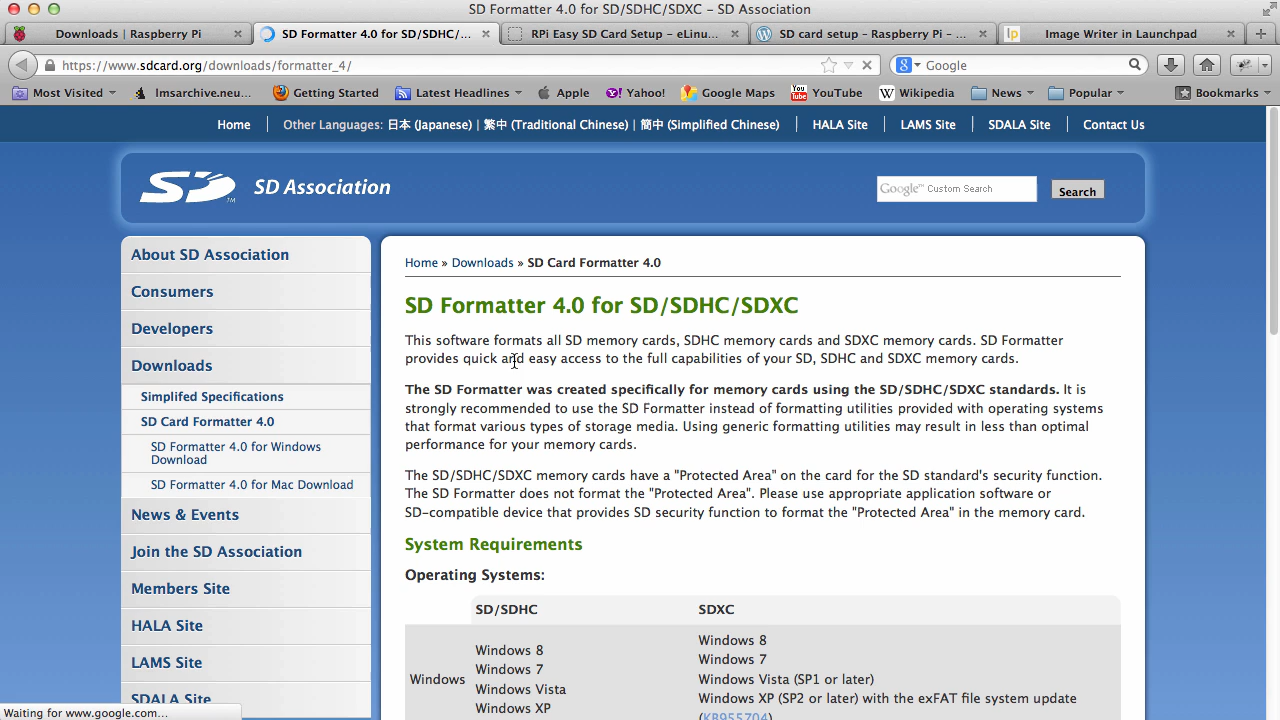 SD Formatter 4.0 for SD/SDHC/SDXC – SD Association
Downloads | Raspberry Pi
SD Formatter 4.0 for SD/SDHC/...
RPi Easy SD Card Setup – eLinu...
SD card setup – Raspberry Pi – ...
lp Image Writer in Launchpad
https://www.sdcard.org/downloads/formatter_4/
Google
Most Visited
lmsarchive.neu...
Getting Started
Latest Headlines
Apple
Yahoo!
Google Maps
YouTube
Wikipedia
News
Popular
Bookmarks
Home
Other Languages: 日本 (Japanese) | 繁中 (Traditional Chinese) | 簡中 (Simplified Chinese)
HALA Site
LAMS Site
SDALA Site
Contact Us
SD TM
SD Association
Google™ Custom Search
Search
About SD Association
Consumers
Developers
Downloads
Simplifed Specifications
SD Card Formatter 4.0
SD Formatter 4.0 for Windows
Download
SD Formatter 4.0 for Mac Download
News & Events
Join the SD Association
Members Site
HALA Site
LAMS Site
SDALA Site
Home » Downloads » SD Card Formatter 4.0
SD Formatter 4.0 for SD/SDHC/SDXC
This software formats all SD memory cards, SDHC memory cards and SDXC memory cards. SD Formatter
provides quick and easy access to the full capabilities of your SD, SDHC and SDXC memory cards.
The SD Formatter was created specifically for memory cards using the SD/SDHC/SDXC standards. It is
strongly recommended to use the SD Formatter instead of formatting utilities provided with operating systems
that format various types of storage media. Using generic formatting utilities may result in less than optimal
performance for your memory cards.
The SD/SDHC/SDXC memory cards have a "Protected Area" on the card for the SD standard's security function.
The SD Formatter does not format the "Protected Area". Please use appropriate application software or
SD-compatible device that provides SD security function to format the "Protected Area" in the memory card.
System Requirements
Operating Systems:
SD/SDHC
SDXC
Windows
Windows 8
Windows 7
Windows Vista
Windows XP
Windows 8
Windows 7
Windows Vista (SP1 or later)
Windows XP (SP2 or later) with the exFAT file system update
(KB955704)
Waiting for www.google.com...